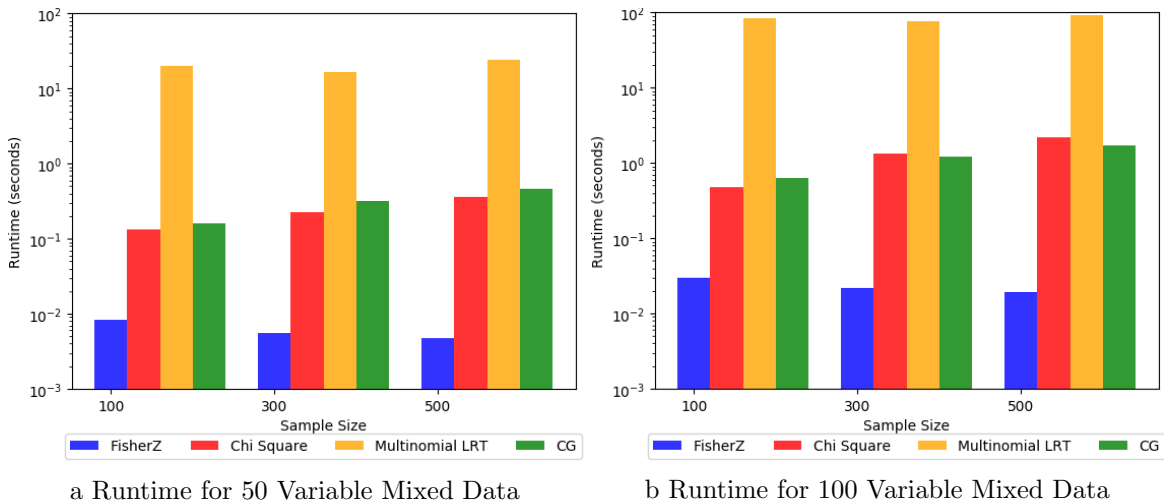 10²
10¹
10⁰
10⁻¹
10⁻²
10⁻³
Runtime (seconds)
100
300
500
Sample Size
FisherZ
Chi Square
Multinomial LRT
CG
a Runtime for 50 Variable Mixed Data
10²
10¹
10⁰
10⁻¹
10⁻²
10⁻³
Runtime (seconds)
100
300
500
Sample Size
FisherZ
Chi Square
Multinomial LRT
CG
b Runtime for 100 Variable Mixed Data